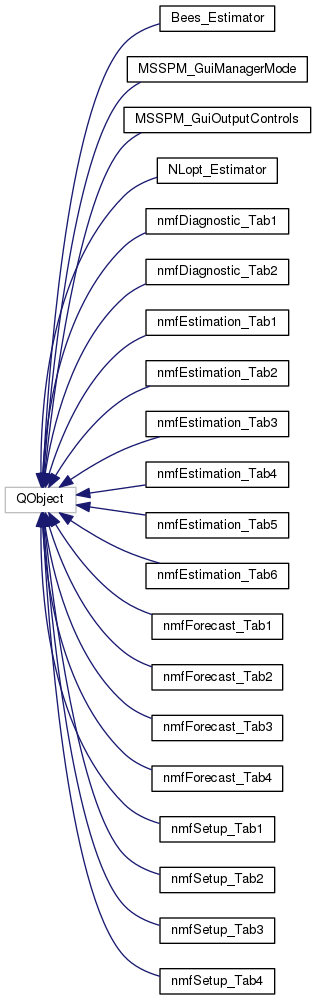 Bees_Estimator
MSSPM_GuiManagerMode
MSSPM_GuiOutputControls
NLopt_Estimator
nmfDiagnostic_Tab1
nmfDiagnostic_Tab2
nmfEstimation_Tab1
nmfEstimation_Tab2
nmfEstimation_Tab3
nmfEstimation_Tab4
QObject
nmfEstimation_Tab5
nmfEstimation_Tab6
nmfForecast_Tab1
nmfForecast_Tab2
nmfForecast_Tab3
nmfForecast_Tab4
nmfSetup_Tab1
nmfSetup_Tab2
nmfSetup_Tab3
nmfSetup_Tab4